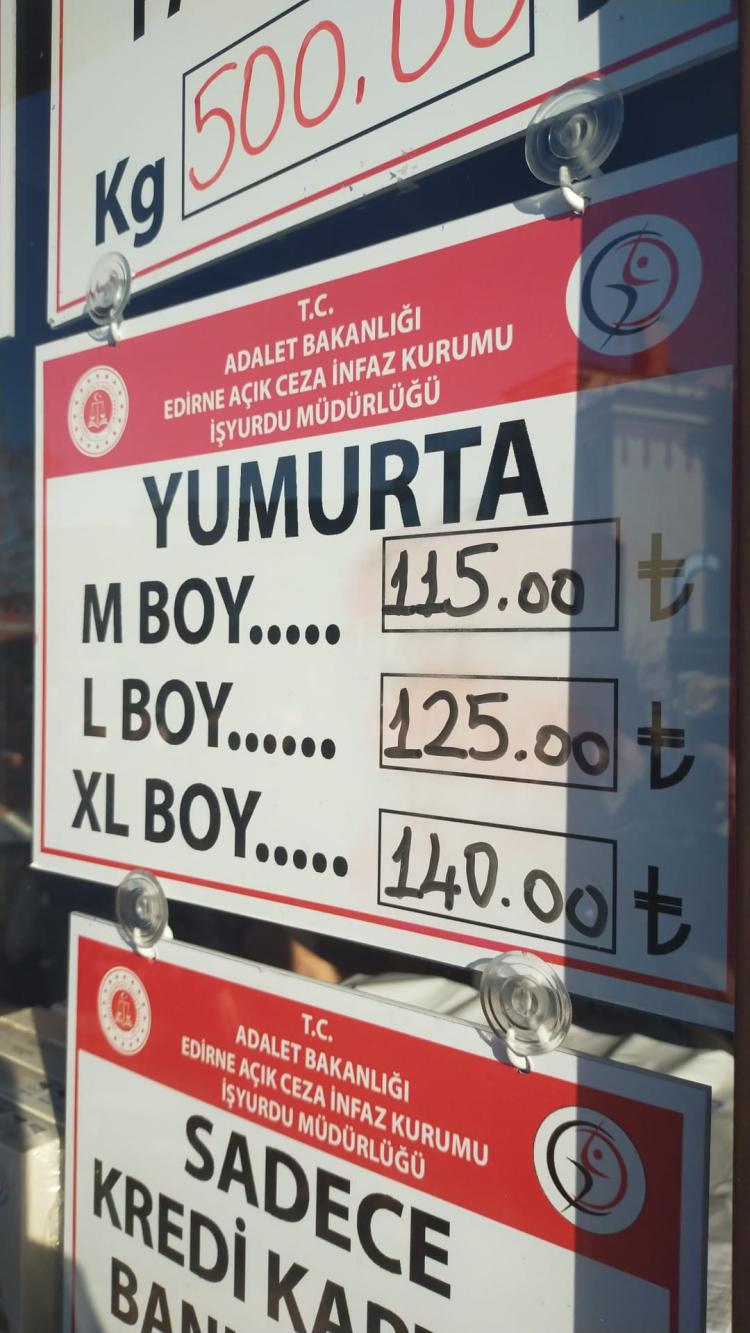 500.00
Kg
T.C.
ADALET BAKANLIĞI
EDİRNE AÇIK CEZA İNFAZ KURUMU
İŞYURDU MÜDÜRLÜĞÜ
YUMURTA
M BOY..... 115.00 ₺
L BOY...... 125.00 ₺
XL BOY..... 140.00 ₺
T.C.
ADALET BAKANLIĞI
EDİRNE AÇIK CEZA İNFAZ KURUMU
İŞYURDU MÜDÜRLÜĞÜ
SADECE
KREDİ